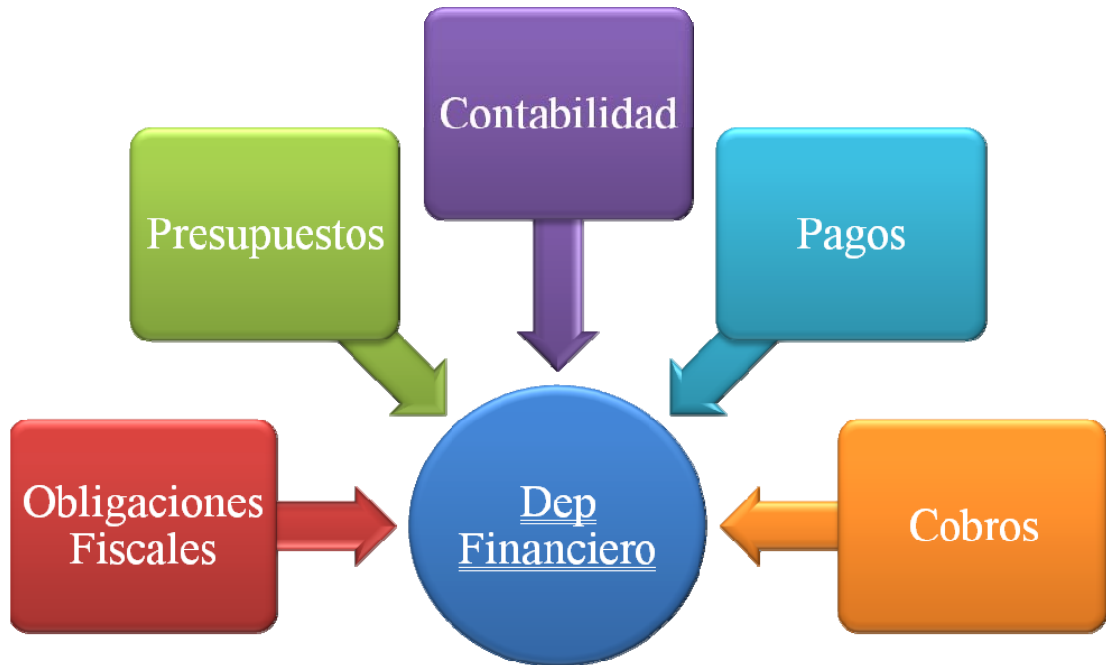 Contabilidad
Presupuestos
Pagos
Obligaciones
Fiscales
Dep
Financiero
Cobros